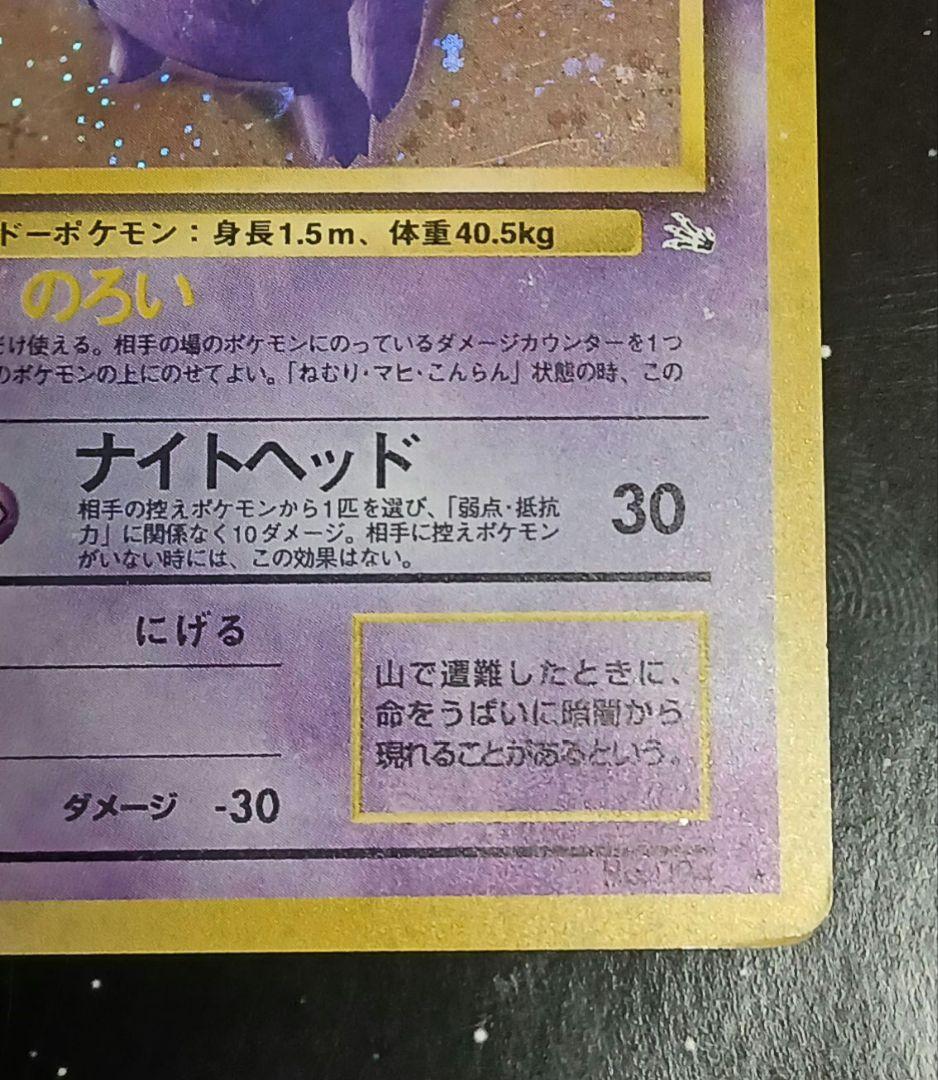 ドーポケモン：身長1.5m、体重40.5kg
のろい
だけ使える。相手の場のポケモンにのっているダメージカウンターを1つ
のポケモンの上にのせてよい。「ねむり・マヒ・こんらん」状態の時、この
ナイトヘッド
相手の控えポケモンから1匹を選び、「弱点・抵抗
力」に関係なく10ダメージ。相手に控えポケモン
がいない時には、この効果はない。
30
にげる
山で遭難したときに、
命をうばいに暗闇から
現れることがあるという。
ダメージ -30
No.094